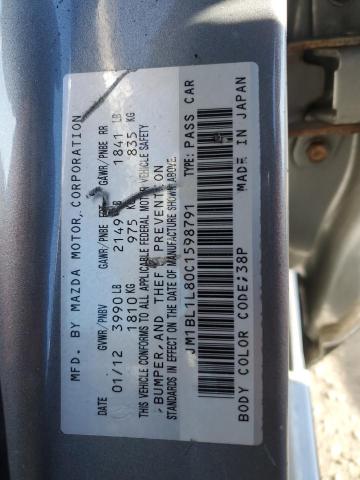 MFD. BY MAZDA MOTOR CORPORATION
DATE GVWR/PNBV GAWR/PNBE GAWR/PNBE RR
01/12 3990 LB 2149 1841 LB
1810 KG 975 835 KG
THIS VEHICLE CONFORMS TO ALL APPLICABLE FEDERAL MOTOR VEHICLE SAFETY
STANDARDS IN EFFECT ON THE DATE OF MANUFACTURE SHOWN ABOVE.
BUMPER, AND THEFT PREVENTION
JM1BL1L80C1598791 TYPE: PASS CAR
BODY COLOR CODE;38P MADE IN JAPAN